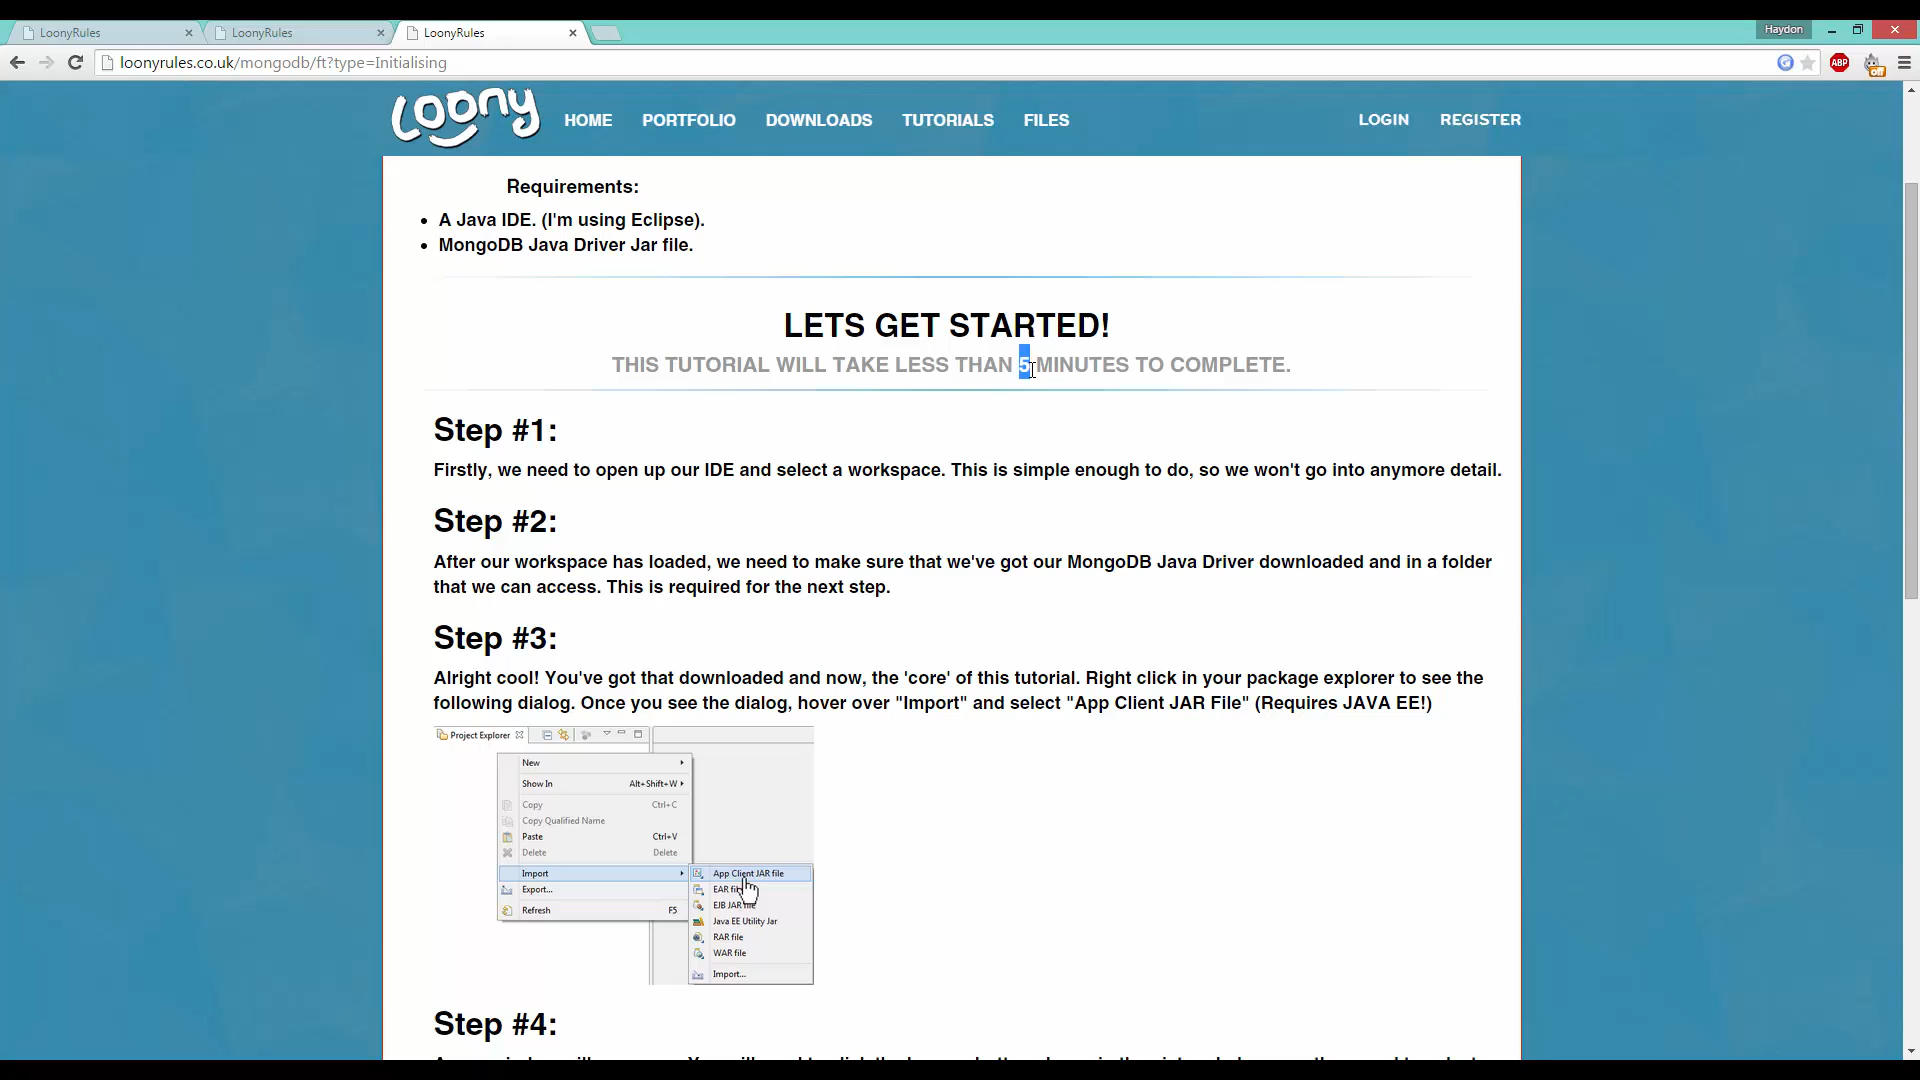 LoonyRules
LoonyRules
LoonyRules
Haydon
loonyrules.co.uk/mongodb/ft?type=Initialising
ABP
off
Loony
HOME
PORTFOLIO
DOWNLOADS
TUTORIALS
FILES
LOGIN
REGISTER
Requirements:
• A Java IDE. (I'm using Eclipse).
• MongoDB Java Driver Jar file.
LETS GET STARTED!
THIS TUTORIAL WILL TAKE LESS THAN 5 MINUTES TO COMPLETE.
Step #1:
Firstly, we need to open up our IDE and select a workspace. This is simple enough to do, so we won't go into anymore detail.
Step #2:
After our workspace has loaded, we need to make sure that we've got our MongoDB Java Driver downloaded and in a folder
that we can access. This is required for the next step.
Step #3:
Alright cool! You've got that downloaded and now, the 'core' of this tutorial. Right click in your package explorer to see the
following dialog. Once you see the dialog, hover over "Import" and select "App Client JAR File" (Requires JAVA EE!)
Project Explorer
New
Show In Alt+Shift+W
Copy Ctrl+C
Copy Qualified Name
Paste Ctrl+V
Delete Delete
Import
App Client JAR file
Export...
EAR
EJB JAR file
Refresh F5
Java EE Utility Jar
RAR file
WAR file
Import...
Step #4: